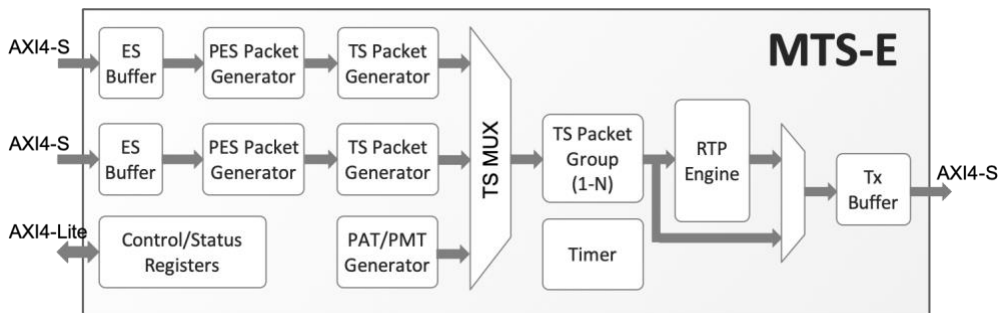 MTS-E
AXI4-S
ES
Buffer
PES Packet
Generator
TS Packet
Generator
AXI4-S
ES
Buffer
PES Packet
Generator
TS Packet
Generator
TS MUX
TS Packet
Group
(1-N)
RTP
Engine
Tx
Buffer
AXI4-S
AXI4-Lite
Control/Status
Registers
PAT/PMT
Generator
Timer